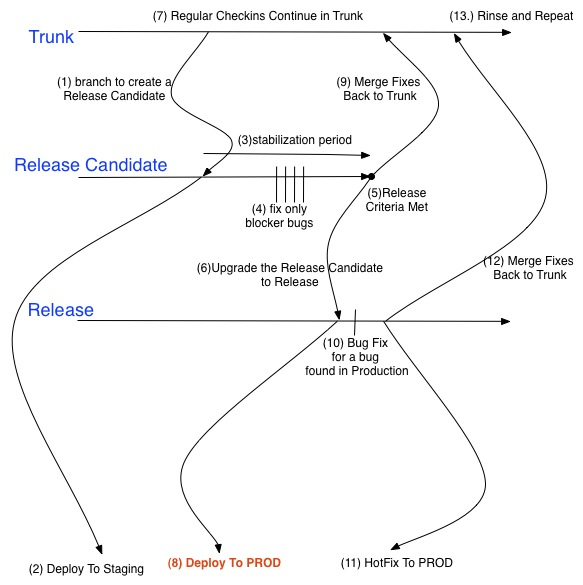 (7) Regular Checkins Continue in Trunk
(13.) Rinse and Repeat
Trunk
(1) branch to create a
Release Candidate
(9) Merge Fixes
Back to Trunk
(3)stabilization period
Release Candidate
(5)Release
Criteria Met
(4) fix only
blocker bugs
(6)Upgrade the Release Candidate
to Release
(12) Merge Fixes
Back to Trunk
Release
(10) Bug Fix
for a bug
found in Production
(2) Deploy To Staging
(8) Deploy To PROD
(11) HotFix To PROD